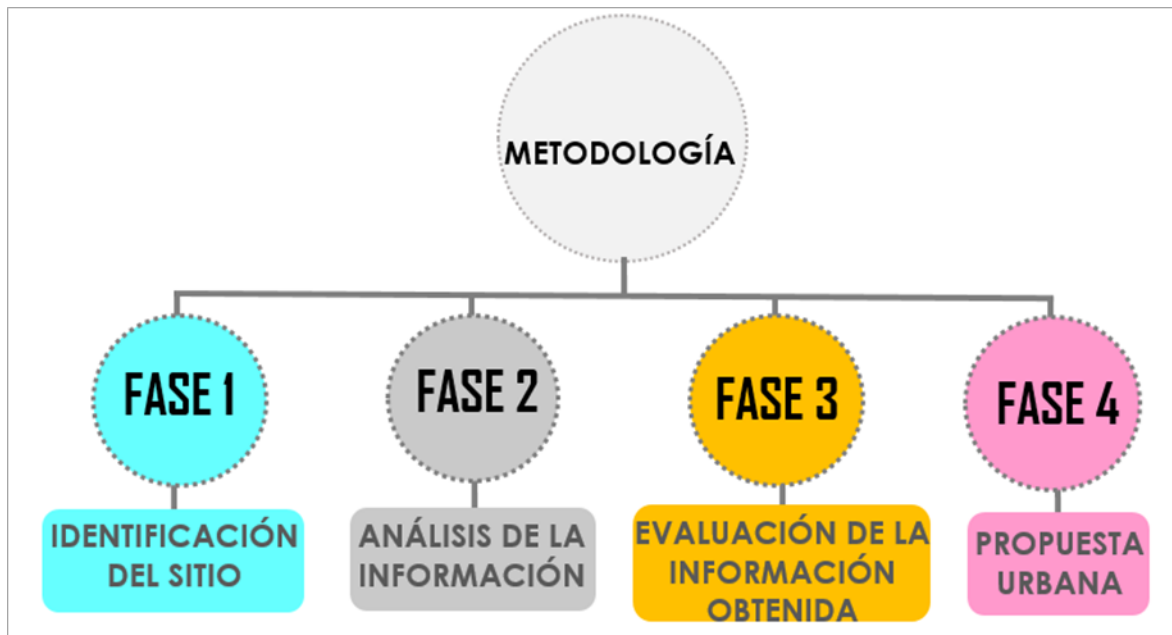 METODOLOGÍA
FASE 1
FASE 2
FASE 3
FASE 4
IDENTIFICACIÓN
DEL SITIO
ANÁLISIS DE LA
INFORMACIÓN
EVALUACIÓN DE LA
INFORMACIÓN
OBTENIDA
PROPUESTA
URBANA